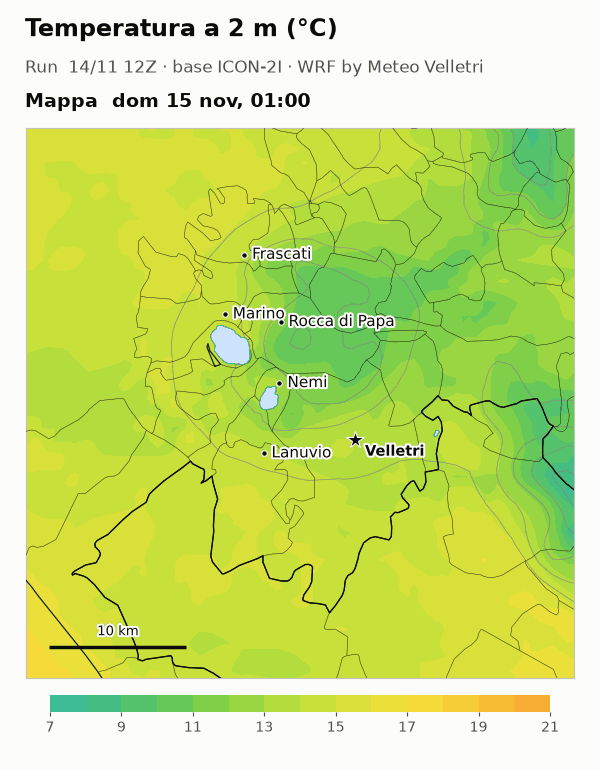 Temperatura a 2 m (°C)
Run  14/11 12Z · base ICON-2I · WRF by Meteo Velletri
Mappa  dom 15 nov, 01:00
Frascati
Marino
Rocca di Papa
Nemi
Velletri
Lanuvio
10 km
7 9 11 13 15 17 19 21